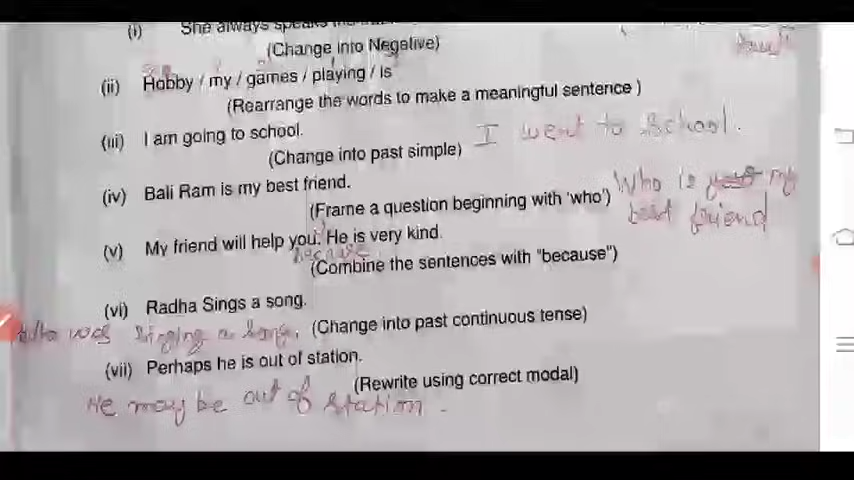 (i) She always speaks
(Change into Negative)
(ii) Hobby / my / games / playing / is
(Rearrange the words to make a meaningful sentence )
(iii) I am going to school.
I went to school.
(Change into past simple)
(iv) Bali Ram is my best friend.
(Frame a question beginning with 'who')
Who is my
best friend
(v) My friend will help you. He is very kind.
because
(Combine the sentences with "because")
(vi) Radha Sings a song.
was singing a song. (Change into past continuous tense)
(vii) Perhaps he is out of station.
(Rewrite using correct modal)
He may be out of station.